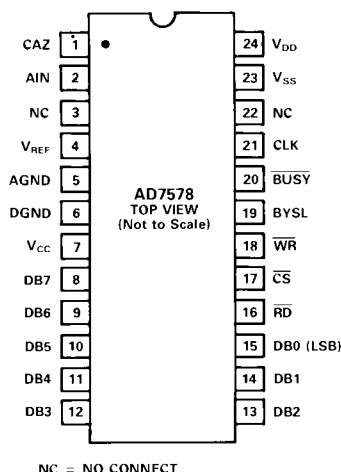 CAZ 1 24 VDD
AIN 2 23 VSS
NC 3 22 NC
VREF 4 21 CLK
AGND 5 20 BUSY
DGND 6 19 BYSL
VCC 7 18 WR
DB7 8 17 CS
DB6 9 16 RD
DB5 10 15 DB0 (LSB)
DB4 11 14 DB1
DB3 12 13 DB2
AD7578
TOP VIEW
(Not to Scale)
NC = NO CONNECT